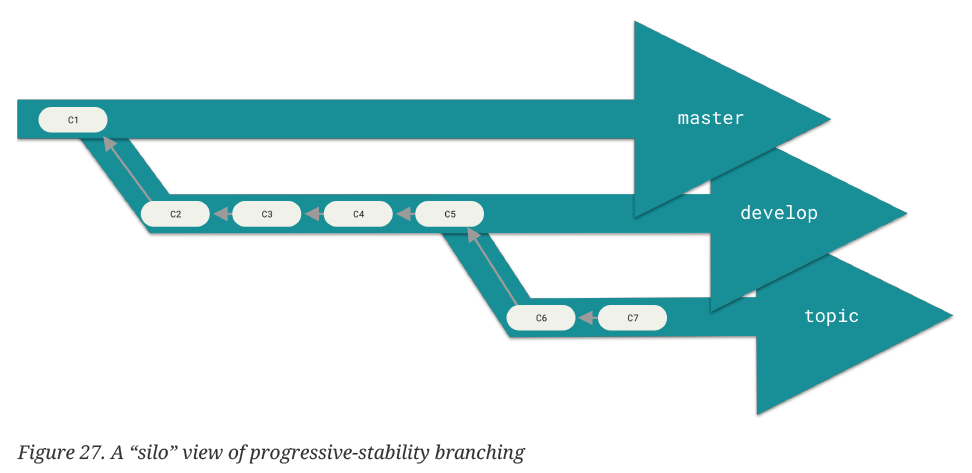 C1
master
C2
C3
C4
C5
develop
C6
C7
topic
Figure 27. A “silo” view of progressive-stability branching